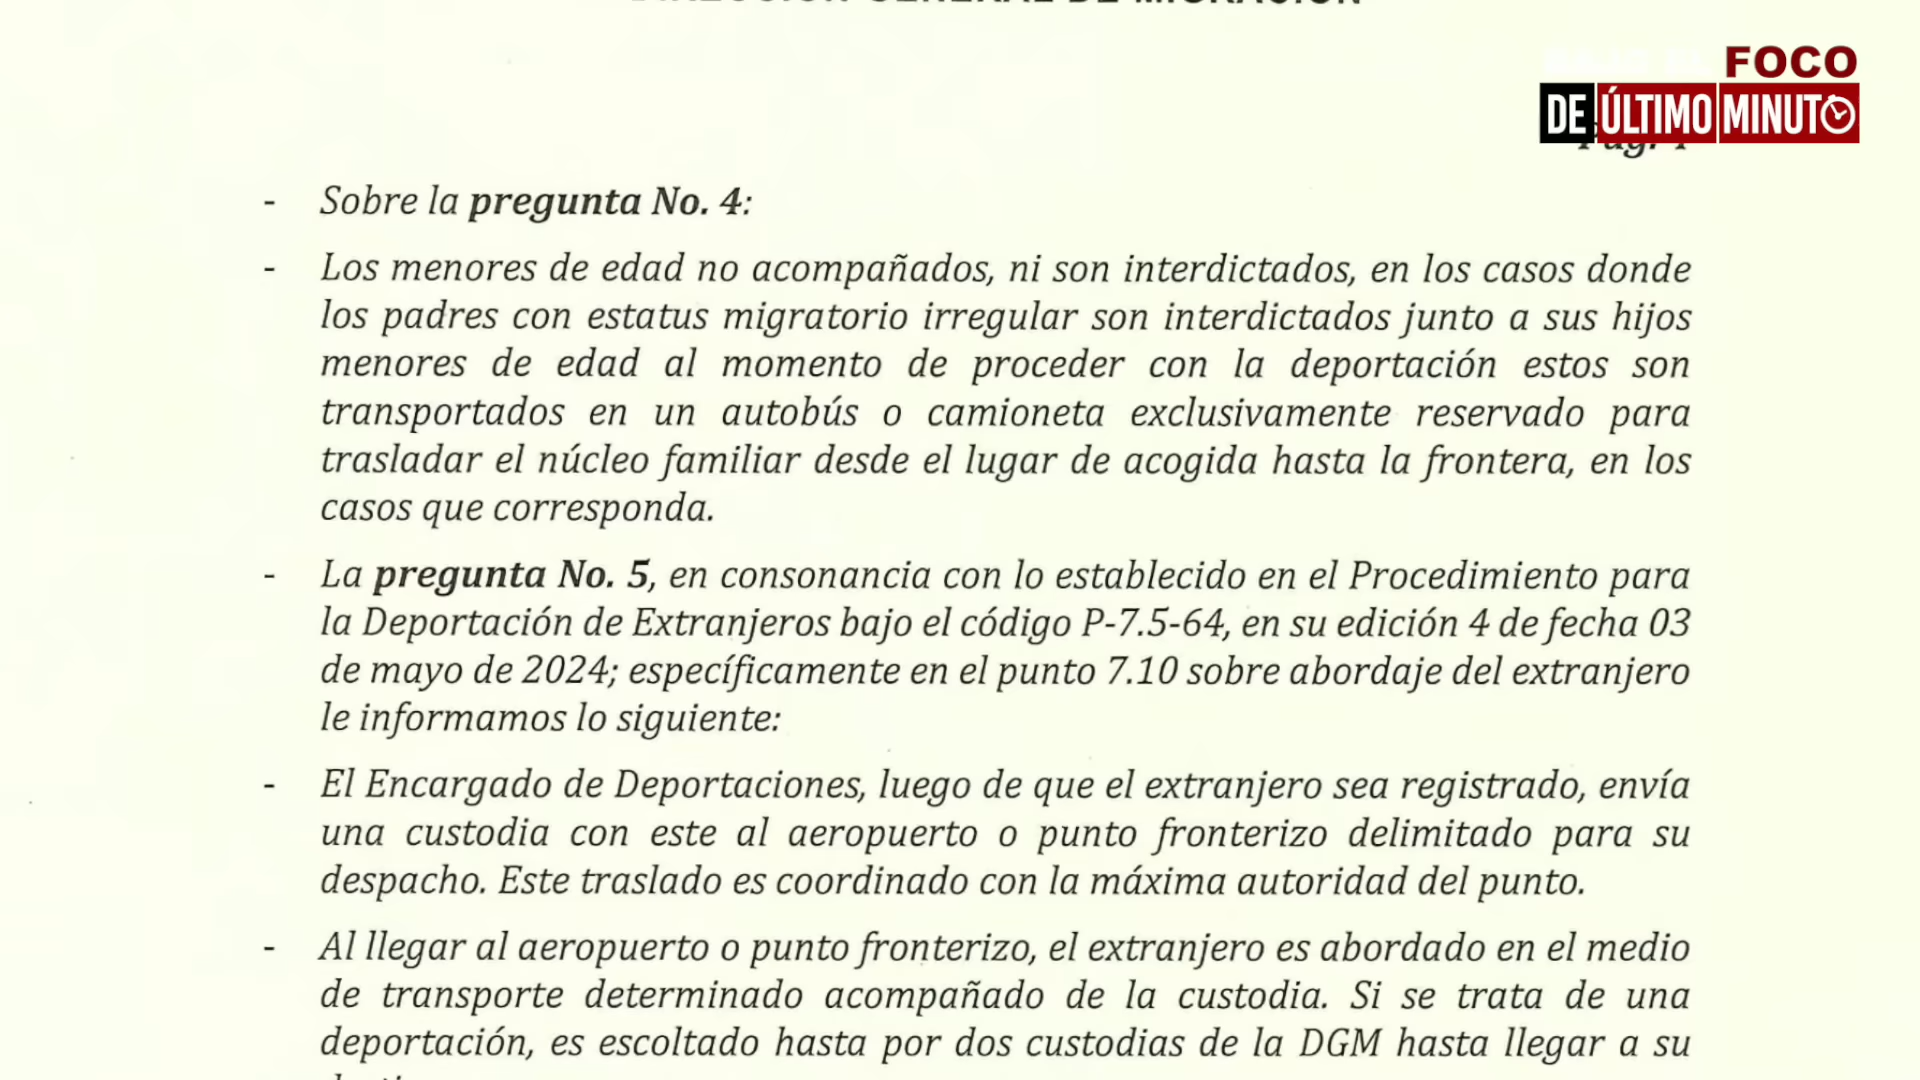 DIRECCIÓN GENERAL DE MIGRACIÓN
FOCO
DE ÚLTIMO MINUTO
- Sobre la pregunta No. 4:
- Los menores de edad no acompañados, ni son interdictados, en los casos donde
los padres con estatus migratorio irregular son interdictados junto a sus hijos
menores de edad al momento de proceder con la deportación estos son
transportados en un autobús o camioneta exclusivamente reservado para
trasladar el núcleo familiar desde el lugar de acogida hasta la frontera, en los
casos que corresponda.
- La pregunta No. 5, en consonancia con lo establecido en el Procedimiento para
la Deportación de Extranjeros bajo el código P-7.5-64, en su edición 4 de fecha 03
de mayo de 2024; específicamente en el punto 7.10 sobre abordaje del extranjero
le informamos lo siguiente:
- El Encargado de Deportaciones, luego de que el extranjero sea registrado, envía
una custodia con este al aeropuerto o punto fronterizo delimitado para su
despacho. Este traslado es coordinado con la máxima autoridad del punto.
- Al llegar al aeropuerto o punto fronterizo, el extranjero es abordado en el medio
de transporte determinado acompañado de la custodia. Si se trata de una
deportación, es escoltado hasta por dos custodias de la DGM hasta llegar a su